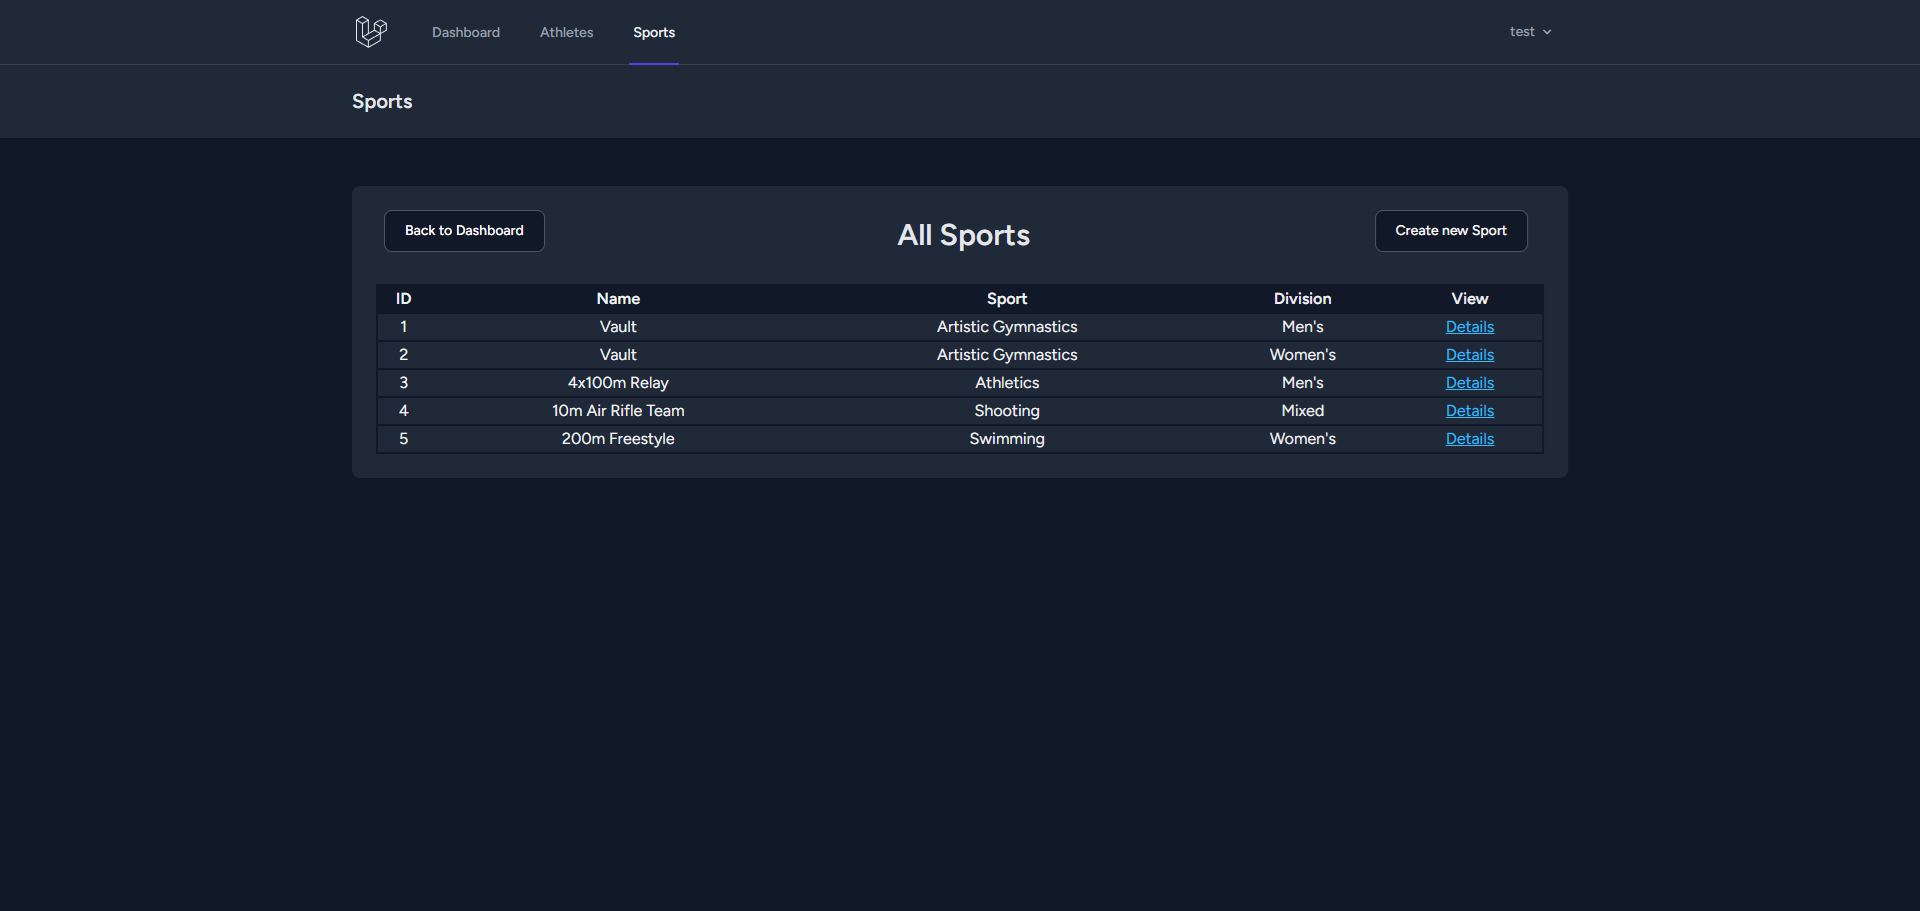 Dashboard Athletes Sports test
Sports
Back to Dashboard All Sports Create new Sport
ID Name Sport Division View
1 Vault Artistic Gymnastics Men's Details
2 Vault Artistic Gymnastics Women's Details
3 4x100m Relay Athletics Men's Details
4 10m Air Rifle Team Shooting Mixed Details
5 200m Freestyle Swimming Women's Details